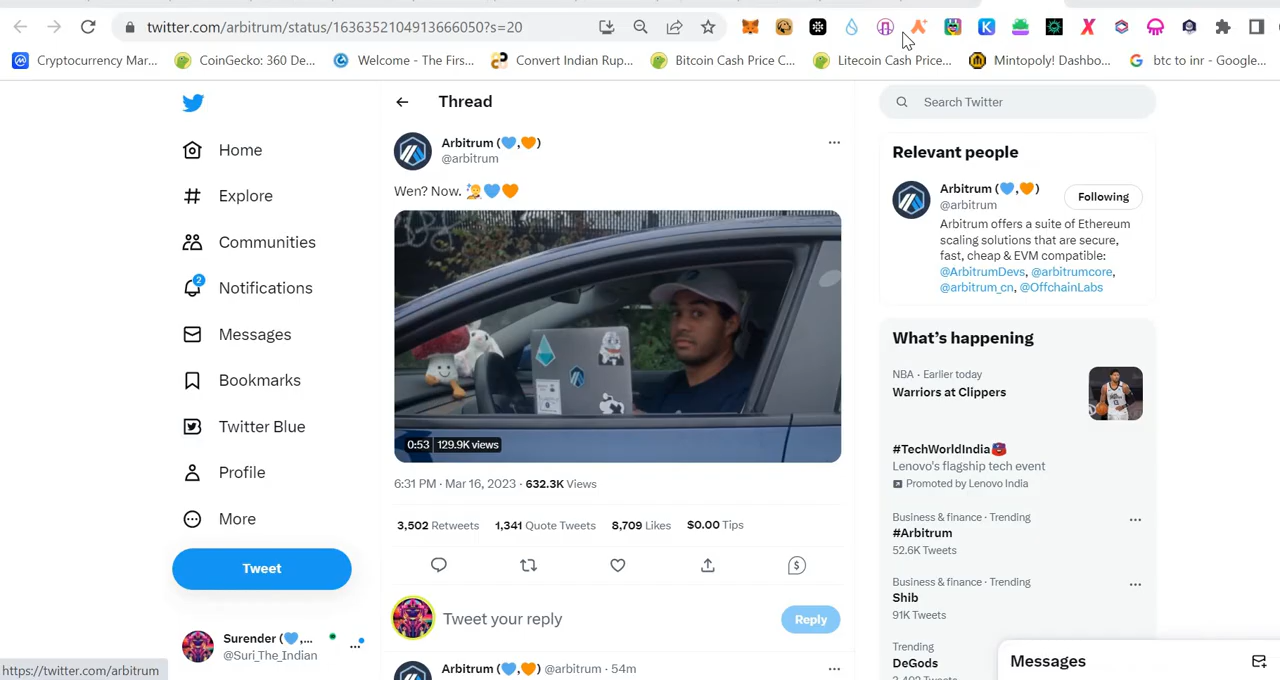 twitter.com/arbitrum/status/1636352104913666050?s=20
Cryptocurrency Mar...
CoinGecko: 360 De...
Welcome - The Firs...
Convert Indian Rup...
Bitcoin Cash Price C...
Litecoin Cash Price...
Mintopoly! Dashbo...
btc to inr - Google...
Home
Explore
Communities
2
Notifications
Messages
Bookmarks
Twitter Blue
Profile
More
Tweet
Surender (💙,...
@Suri_The_Indian
https://twitter.com/arbitrum
Thread
Arbitrum (💙,🧡)
@arbitrum
Wen? Now. 💙🧡
0:53 129.9K views
6:31 PM · Mar 16, 2023 · 632.3K Views
3,502 Retweets 1,341 Quote Tweets 8,709 Likes $0.00 Tips
Tweet your reply
Reply
Arbitrum (💙,🧡) @arbitrum · 54m
Search Twitter
Relevant people
Arbitrum (💙,🧡)
@arbitrum
Following
Arbitrum offers a suite of Ethereum
scaling solutions that are secure,
fast, cheap & EVM compatible:
@ArbitrumDevs, @arbitrumcore,
@arbitrum_cn, @OffchainLabs
What's happening
NBA · Earlier today
Warriors at Clippers
#TechWorldIndia
Lenovo's flagship tech event
Promoted by Lenovo India
Business & finance · Trending
#Arbitrum
52.6K Tweets
Business & finance · Trending
Shib
91K Tweets
Trending
DeGods
Messages